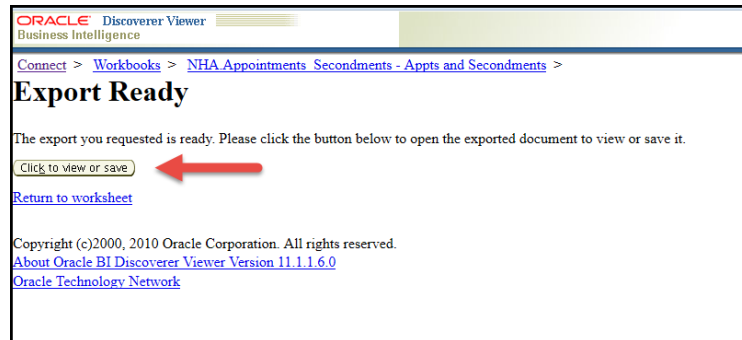 ORACLE Discoverer Viewer
Business Intelligence
Connect > Workbooks > NHA.Appointments Secondments - Appts and Secondments >
Export Ready
The export you requested is ready. Please click the button below to open the exported document to view or save it.
Click to view or save
Return to worksheet
Copyright (c)2000, 2010 Oracle Corporation. All rights reserved.
About Oracle BI Discoverer Viewer Version 11.1.1.6.0
Oracle Technology Network